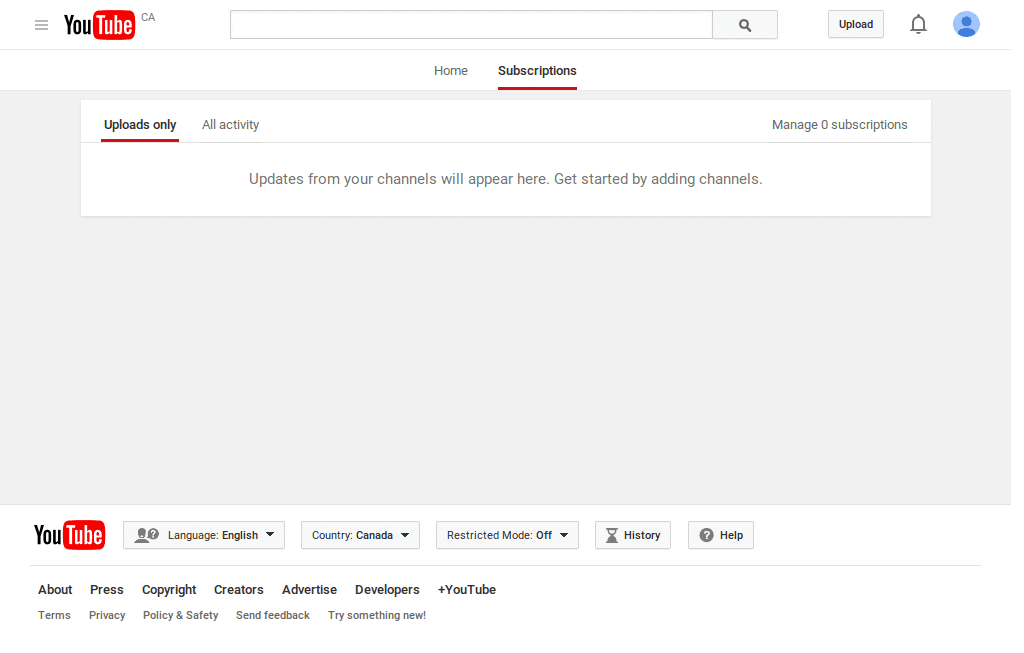 YouTube CA
Upload
Home Subscriptions
Uploads only All activity Manage 0 subscriptions
Updates from your channels will appear here. Get started by adding channels.
YouTube Language: English Country: Canada Restricted Mode: Off History Help
About Press Copyright Creators Advertise Developers +YouTube
Terms Privacy Policy & Safety Send feedback Try something new!